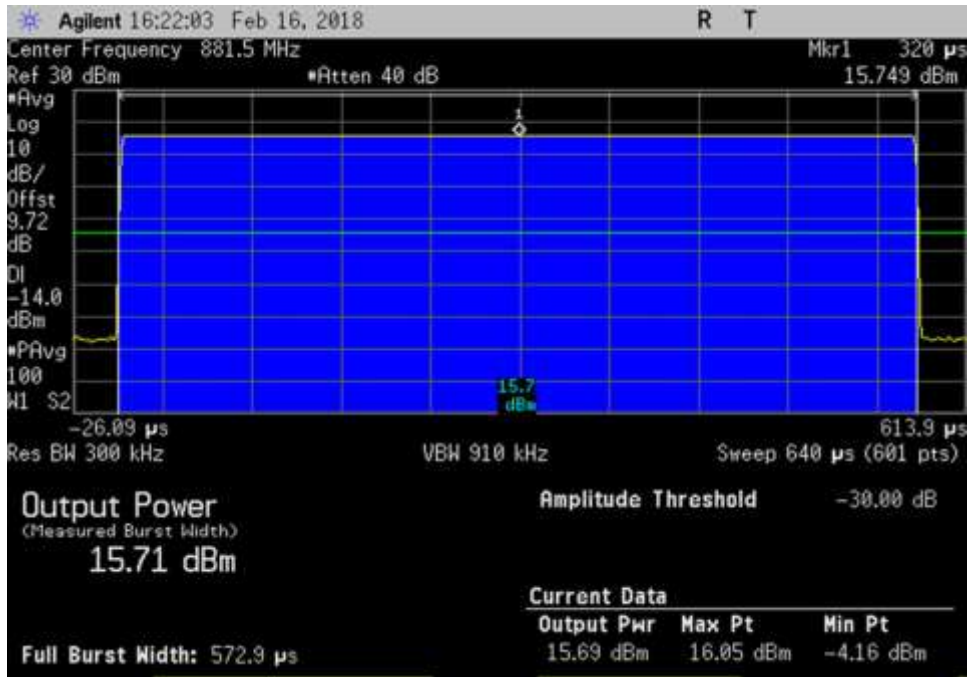 Agilent 16:22:03 Feb 16, 2018 R T
Center Frequency 881.5 MHz Mkr1 320 µs
Ref 30 dBm *Atten 40 dB 15.749 dBm
*Avg
Log
10
dB/
Offst
9.72
dB
DI
-14.0
dBm
*PAvg
100
W1 S2
1
15.7
dBm
-26.09 µs 613.9 µs
Res BW 300 kHz VBW 910 kHz Sweep 640 µs (601 pts)
Output Power
(Measured Burst Width)
15.71 dBm
Full Burst Width: 572.9 µs
Amplitude Threshold -30.00 dB
Current Data
Output Pwr Max Pt Min Pt
15.69 dBm 16.05 dBm -4.16 dBm